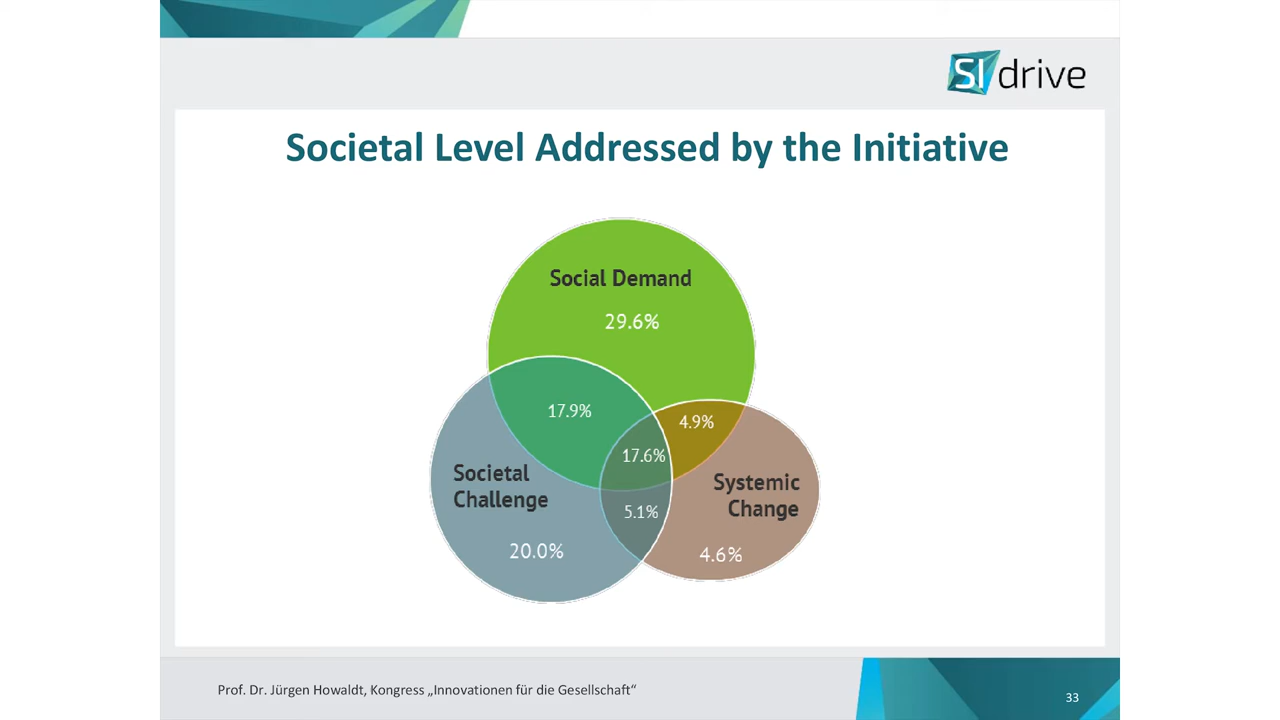 SI drive
Societal Level Addressed by the Initiative
Social Demand
29.6%
17.9%
4.9%
17.6%
Societal
Challenge
Systemic
Change
5.1%
20.0%
4.6%
Prof. Dr. Jürgen Howaldt, Kongress „Innovationen für die Gesellschaft“
33